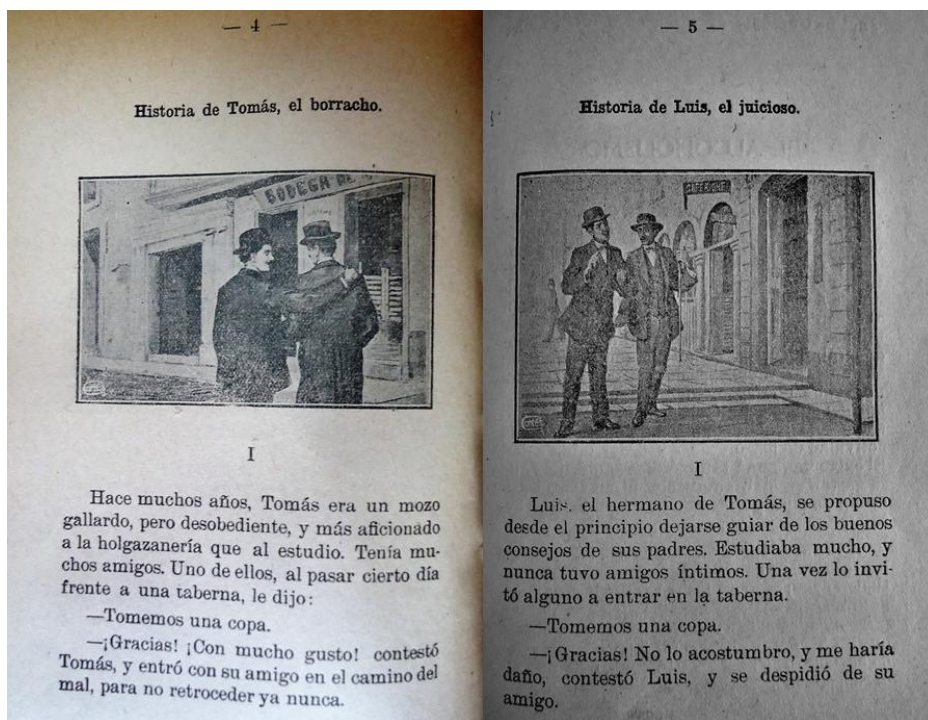 — 4 —
Historia de Tomás, el borracho.
BODEGA DE
I
Hace muchos años, Tomás era un mozo
gallardo, pero desobediente, y más aficionado
a la holgazanería que al estudio. Tenía mu-
chos amigos. Uno de ellos, al pasar cierto día
frente a una taberna, le dijo:
—Tomemos una copa.
—¡Gracias! ¡Con mucho gusto! contestó
Tomás, y entró con su amigo en el camino del
mal, para no retroceder ya nunca.
— 5 —
Historia de Luis, el juicioso.
I
Luis, el hermano de Tomás, se propuso
desde el principio dejarse guiar de los buenos
consejos de sus padres. Estudiaba mucho, y
nunca tuvo amigos íntimos. Una vez lo invi-
tó alguno a entrar en la taberna.
—Tomemos una copa.
—¡Gracias! No lo acostumbro, y me haría
daño, contestó Luis, y se despidió de su
amigo.